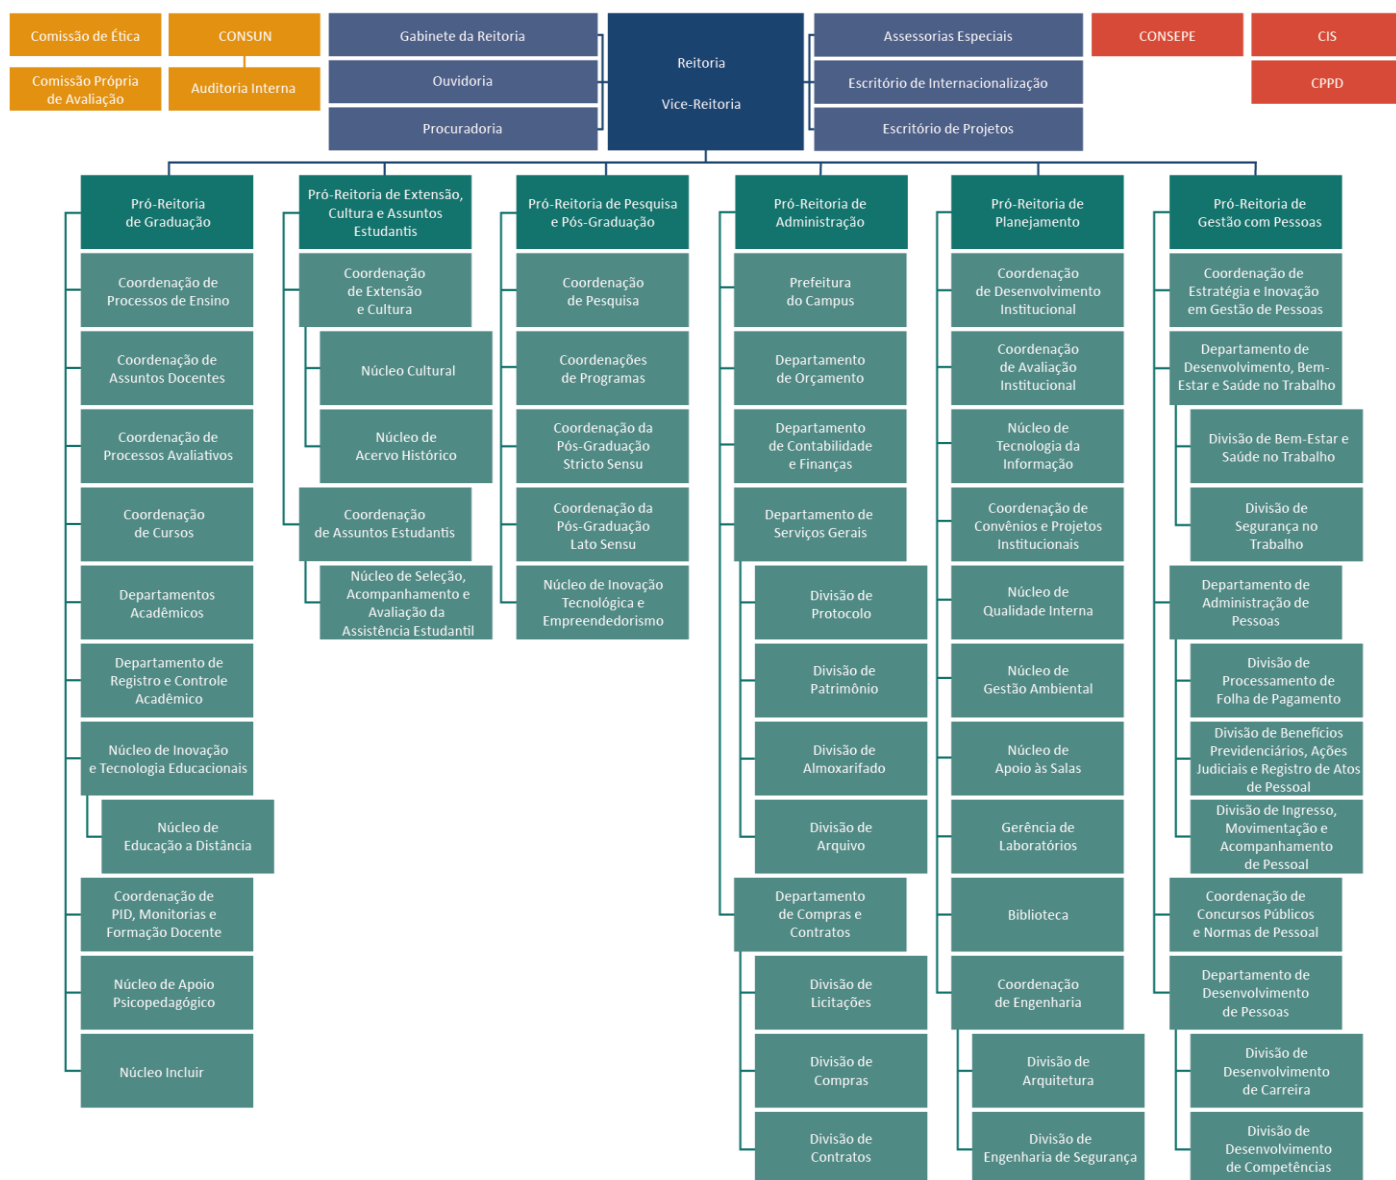 Comissão de Ética
CONSUN
Gabinete da Reitoria
Reitoria
Assessorias Especiais
CONSEPE
CIS
Comissão Própria
de Avaliação
Auditoria Interna
Ouvidoria
Vice-Reitoria
Escritório de Internacionalização
CPPD
Procuradoria
Escritório de Projetos
Pró-Reitoria
de Graduação
Coordenação de
Processos de Ensino
Coordenação de
Assuntos Docentes
Coordenação de
Processos Avaliativos
Coordenação
de Cursos
Departamentos
Acadêmicos
Departamento de
Registro e Controle
Acadêmico
Núcleo de Inovação
e Tecnologia Educacionais
Núcleo de
Educação a Distância
Coordenação de
PID, Monitorias e
Formação Docente
Núcleo de Apoio
Psicopedagógico
Núcleo Incluir
Pró-Reitoria de Extensão,
Cultura e Assuntos
Estudantis
Coordenação
de Extensão
e Cultura
Núcleo Cultural
Núcleo de
Acervo Histórico
Coordenação
de Assuntos Estudantis
Núcleo de Seleção,
Acompanhamento e
Avaliação da
Assistência Estudantil
Pró-Reitoria de Pesquisa
e Pós-Graduação
Coordenação
de Pesquisa
Coordenações
de Programas
Coordenação da
Pós-Graduação
Stricto Sensu
Coordenação da
Pós-Graduação
Lato Sensu
Núcleo de Inovação
Tecnológica e
Empreendedorismo
Pró-Reitoria de
Administração
Prefeitura
do Campus
Departamento
de Orçamento
Departamento
de Contabilidade
e Finanças
Departamento de
Serviços Gerais
Divisão de
Protocolo
Divisão de
Patrimônio
Divisão de
Almoxarifado
Divisão de
Arquivo
Departamento
de Compras e
Contratos
Divisão de
Licitações
Divisão de
Compras
Divisão de
Contratos
Pró-Reitoria de
Planejamento
Coordenação
de Desenvolvimento
Institucional
Coordenação
de Avaliação
Institucional
Núcleo de
Tecnologia da
Informação
Coordenação de
Convênios e Projetos
Institucionais
Núcleo de
Qualidade Interna
Núcleo de
Gestão Ambiental
Núcleo de
Apoio às Salas
Gerência de
Laboratórios
Biblioteca
Coordenação
de Engenharia
Divisão de
Arquitetura
Divisão de
Engenharia de Segurança
Pró-Reitoria de
Gestão com Pessoas
Coordenação de
Estratégia e Inovação
em Gestão de Pessoas
Departamento de
Desenvolvimento, Bem-
Estar e Saúde no Trabalho
Divisão de Bem-Estar e
Saúde no Trabalho
Divisão de
Segurança no
Trabalho
Departamento de
Administração de
Pessoas
Divisão de
Processamento de
Folha de Pagamento
Divisão de Benefícios
Previdenciários, Ações
Judiciais e Registro de Atos
de Pessoal
Divisão de Ingresso,
Movimentação e
Acompanhamento
de Pessoal
Coordenação de
Concursos Públicos
e Normas de Pessoal
Departamento de
Desenvolvimento
de Pessoas
Divisão de
Desenvolvimento
de Carreira
Divisão de
Desenvolvimento
de Competências